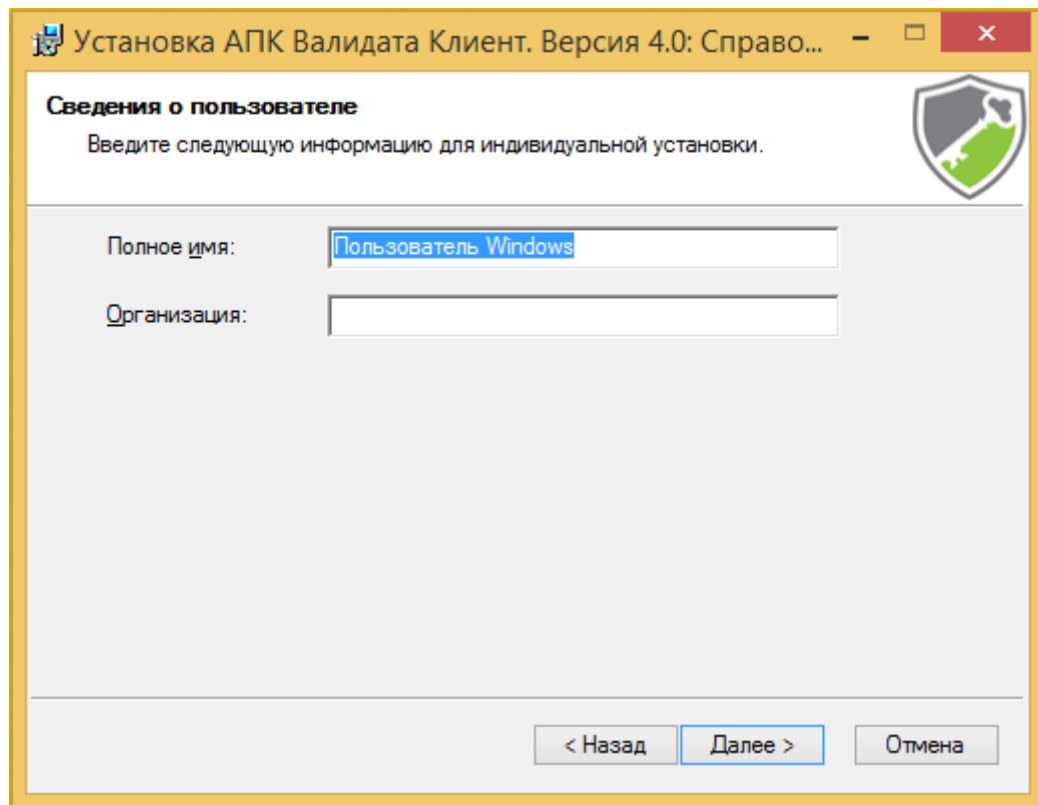 Установка АПК Валидата Клиент. Версия 4.0: Справо...
Сведения о пользователе
Введите следующую информацию для индивидуальной установки.
Полное имя:
Пользователь Windows
Организация:
< Назад
Далее >
Отмена